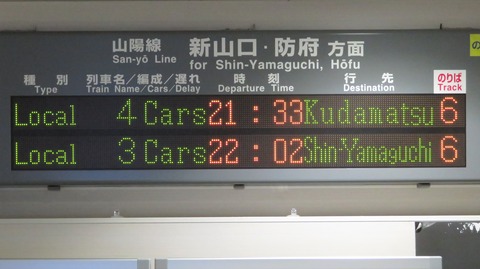 山陽線 新山口・防府 方面
San-yō Line for Shin-Yamaguchi, Hōfu
種別 列車名/編成/遅れ 時刻 行先 のりば
Type Train Name/Cars/Delay Departure Time Destination Track
Local 4 Cars 21:33 Kudamatsu 6
Local 3 Cars 22:02 Shin-Yamaguchi 6
の